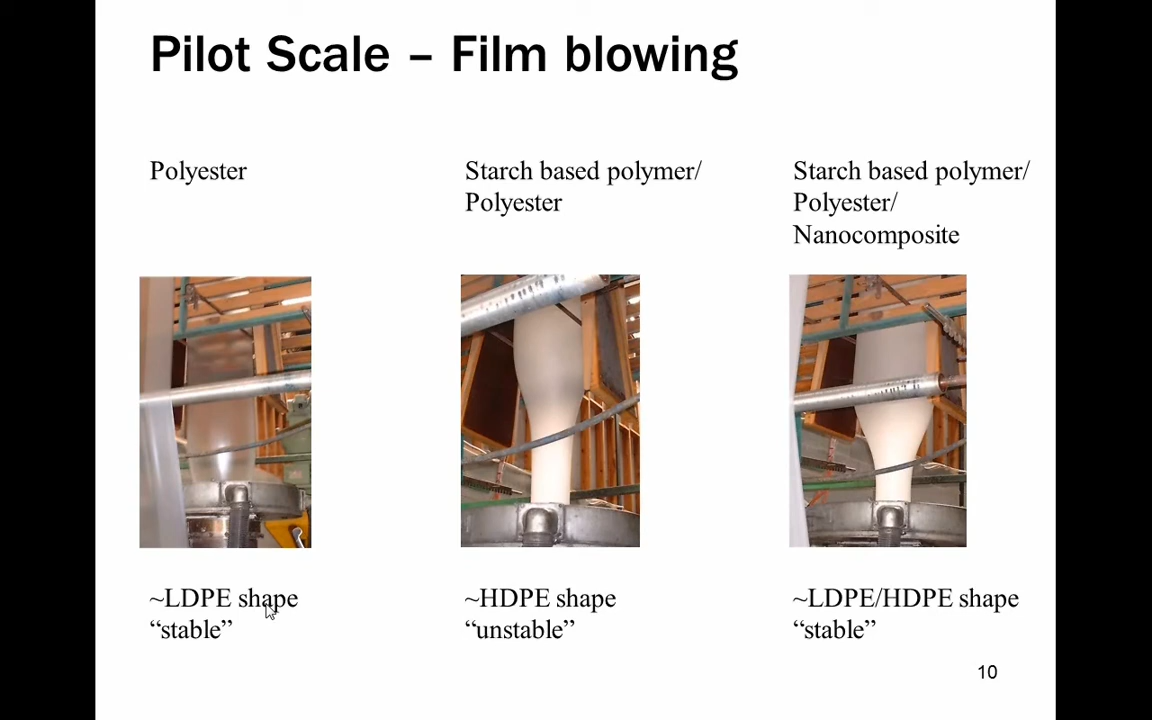 Pilot Scale – Film blowing
Polyester
Starch based polymer/
Polyester
Starch based polymer/
Polyester/
Nanocomposite
~LDPE shape
“stable”
~HDPE shape
“unstable”
~LDPE/HDPE shape
“stable”
10